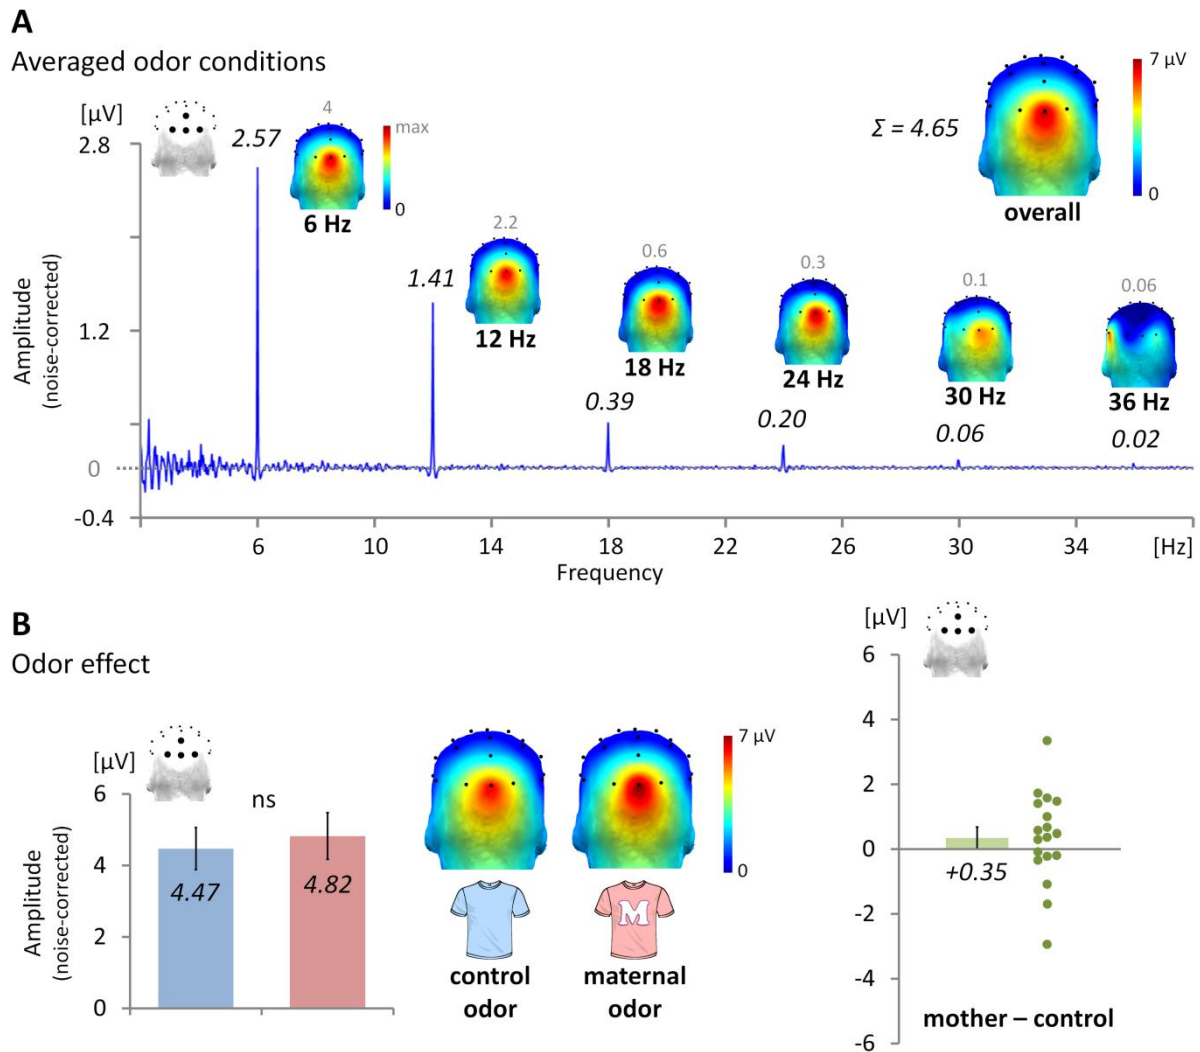 A
Averaged odor conditions
[µV]
2.8
1.2
0
-0.4
Amplitude
(noise-corrected)
2.57
4
max
0
6 Hz
1.41
2.2
12 Hz
0.39
0.6
18 Hz
0.20
0.3
24 Hz
0.06
0.1
30 Hz
0.02
0.06
36 Hz
Σ = 4.65
7 µV
0
overall
6 10 14 18 22 26 30 34 [Hz]
Frequency
B
Odor effect
[µV]
6
4
2
0
Amplitude
(noise-corrected)
ns
4.47
4.82
7 µV
0
M
control
odor
maternal
odor
[µV]
6
4
2
0
-2
-4
-6
+0.35
mother – control